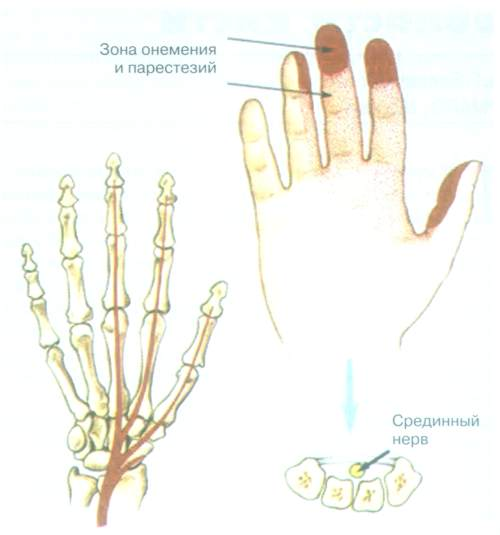 Зона онемения
и парестезий
Срединный
нерв